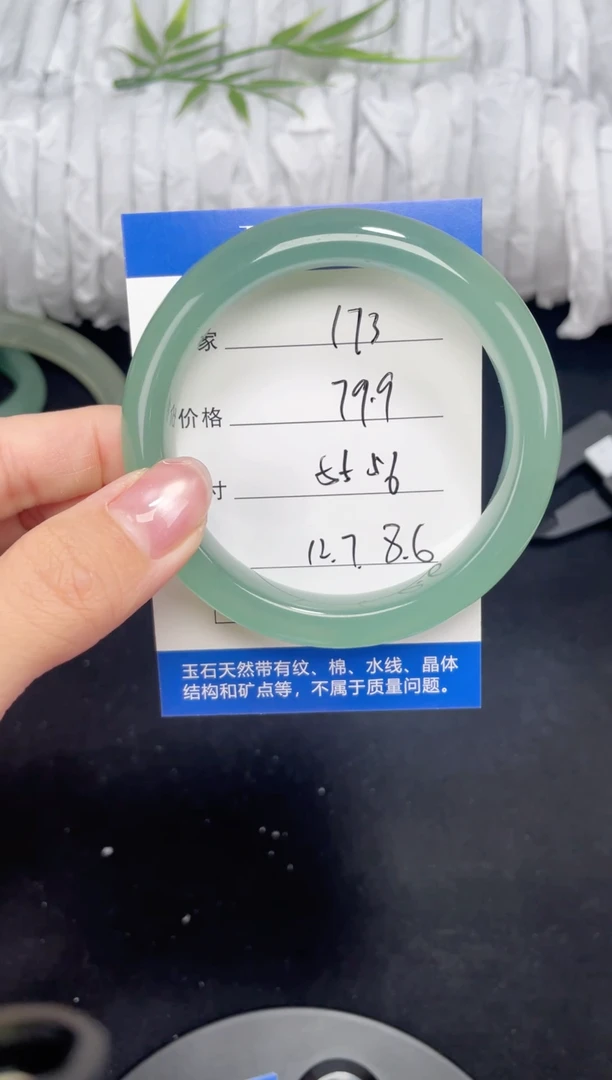 家 173
价格 79.9
寸 56
12.7 8.6
玉石天然带有纹、棉、水线、晶体
结构和矿点等，不属于质量问题。